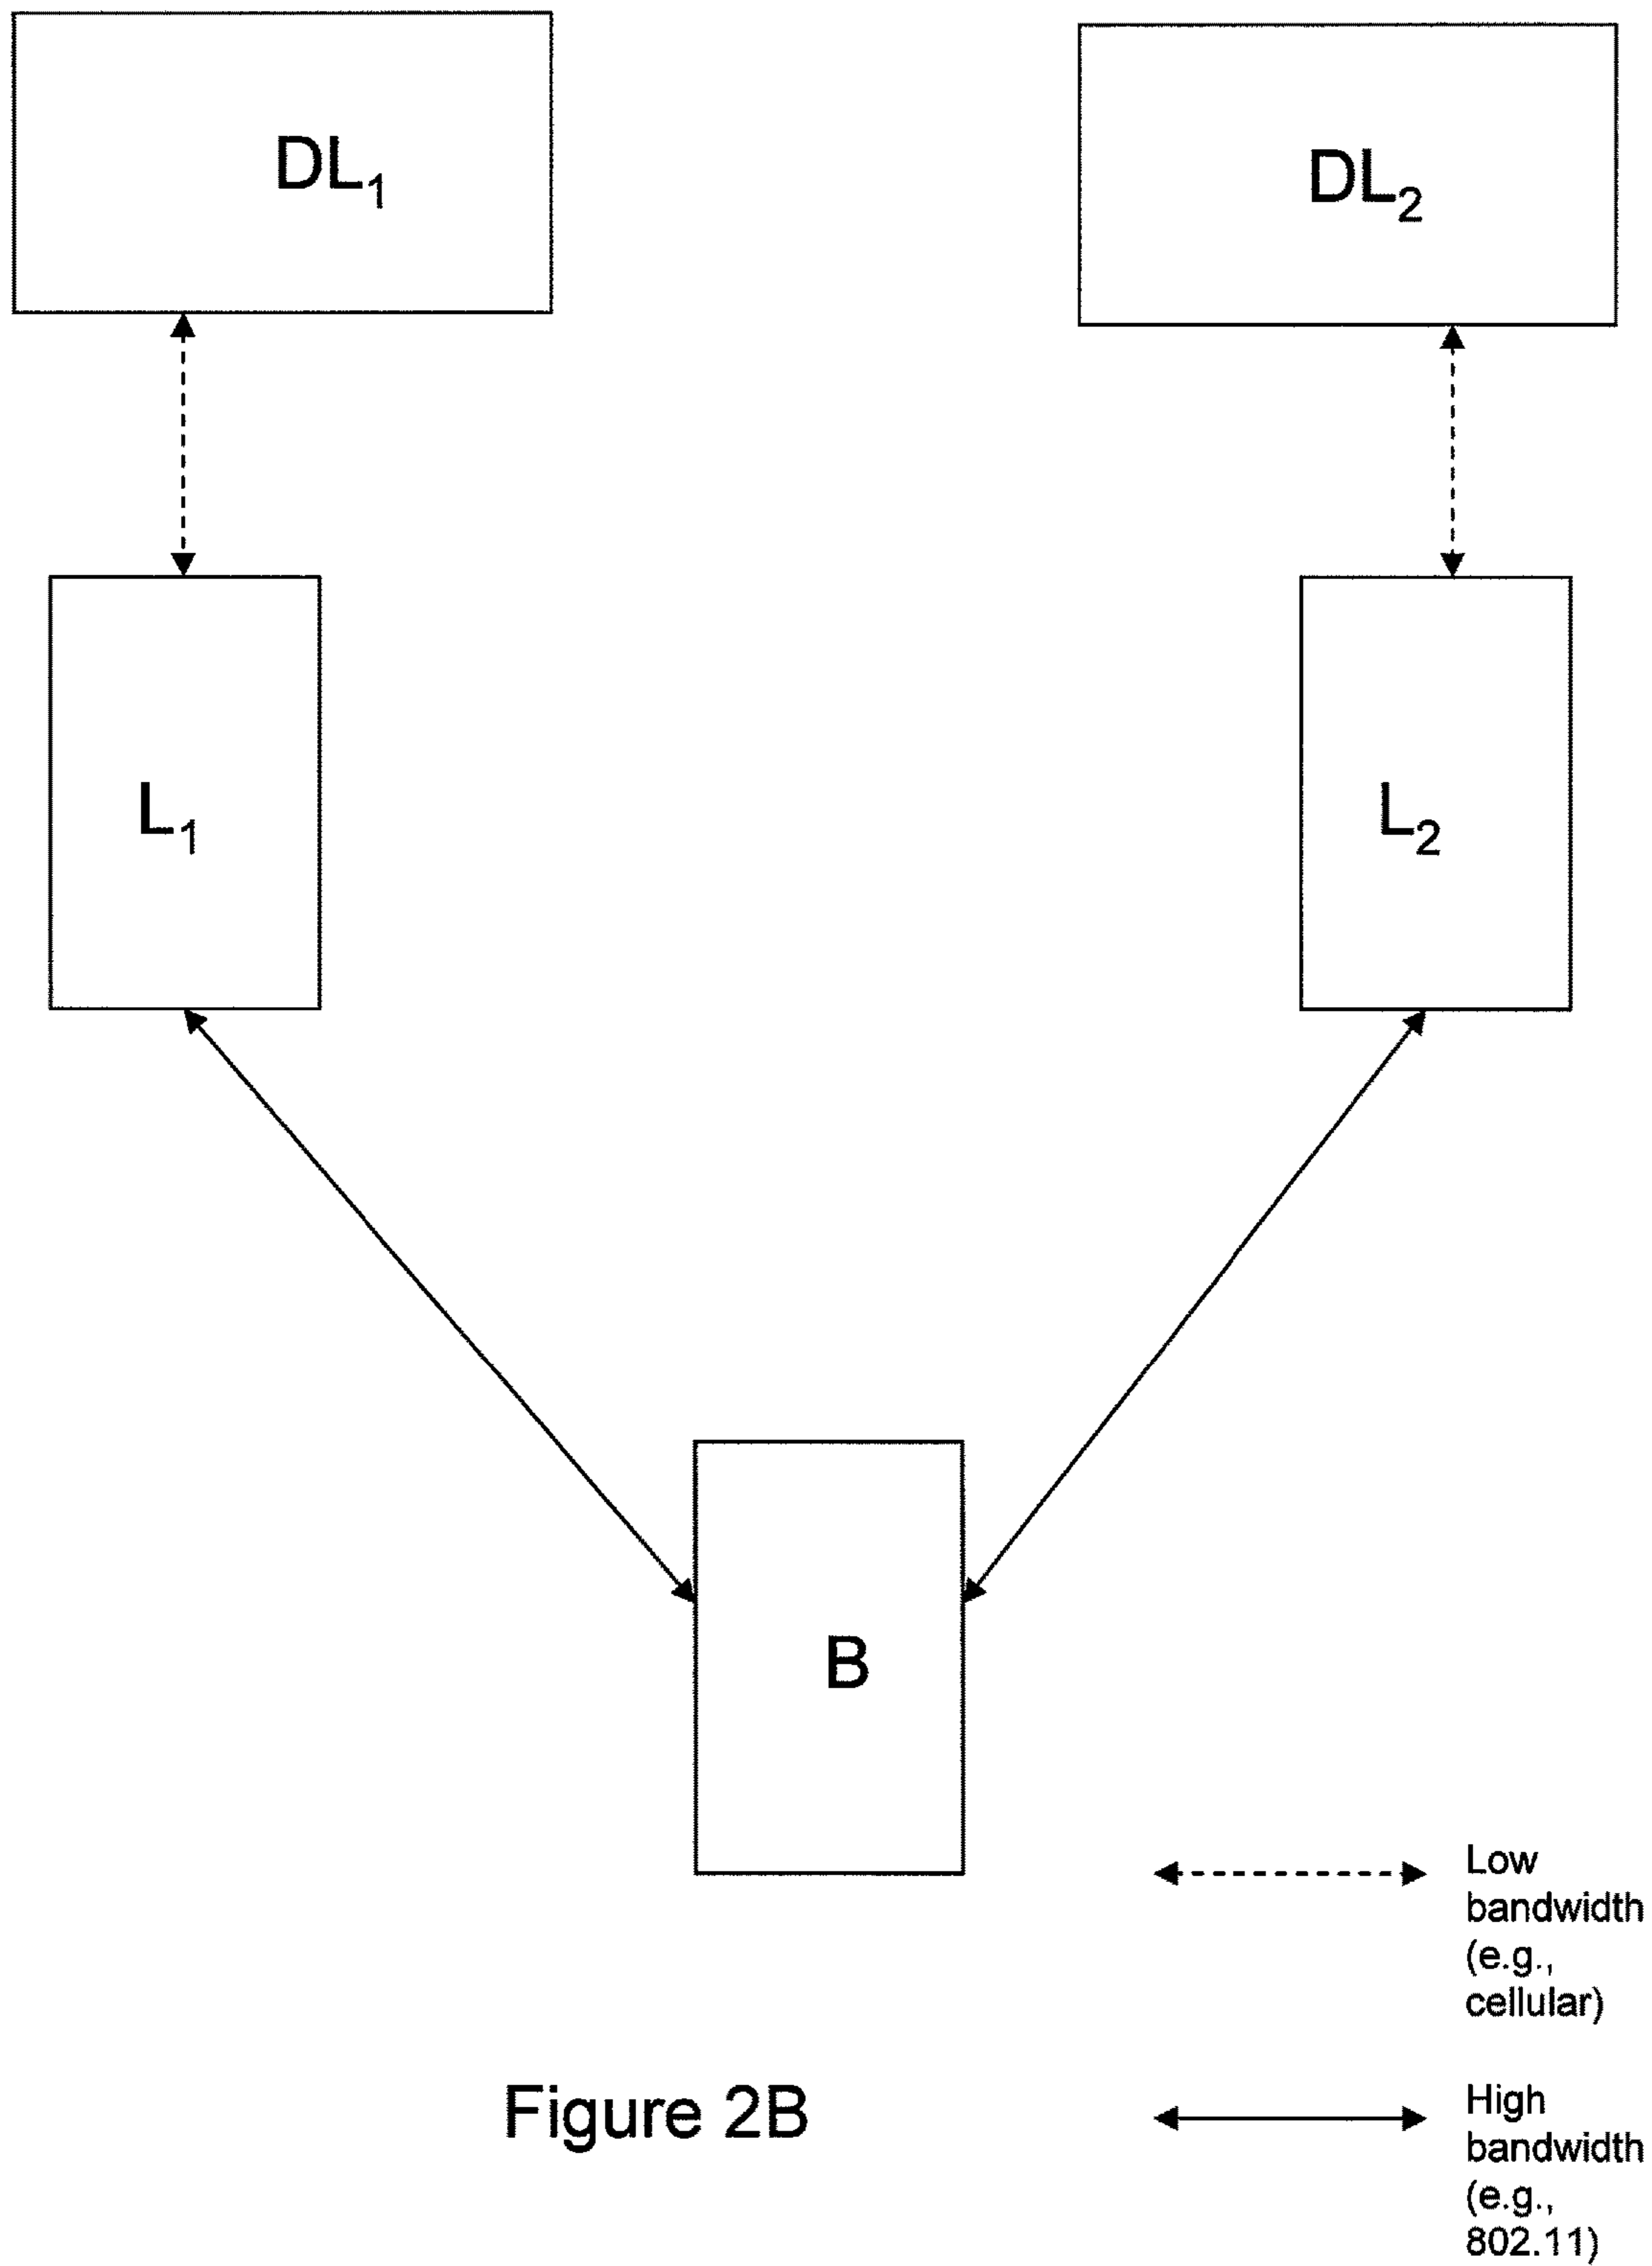 DL1
DL2
L1
L2
B
Low
bandwidth
(e.g.,
cellular)
Figure 2B
High
bandwidth
(e.g.,
802.11)